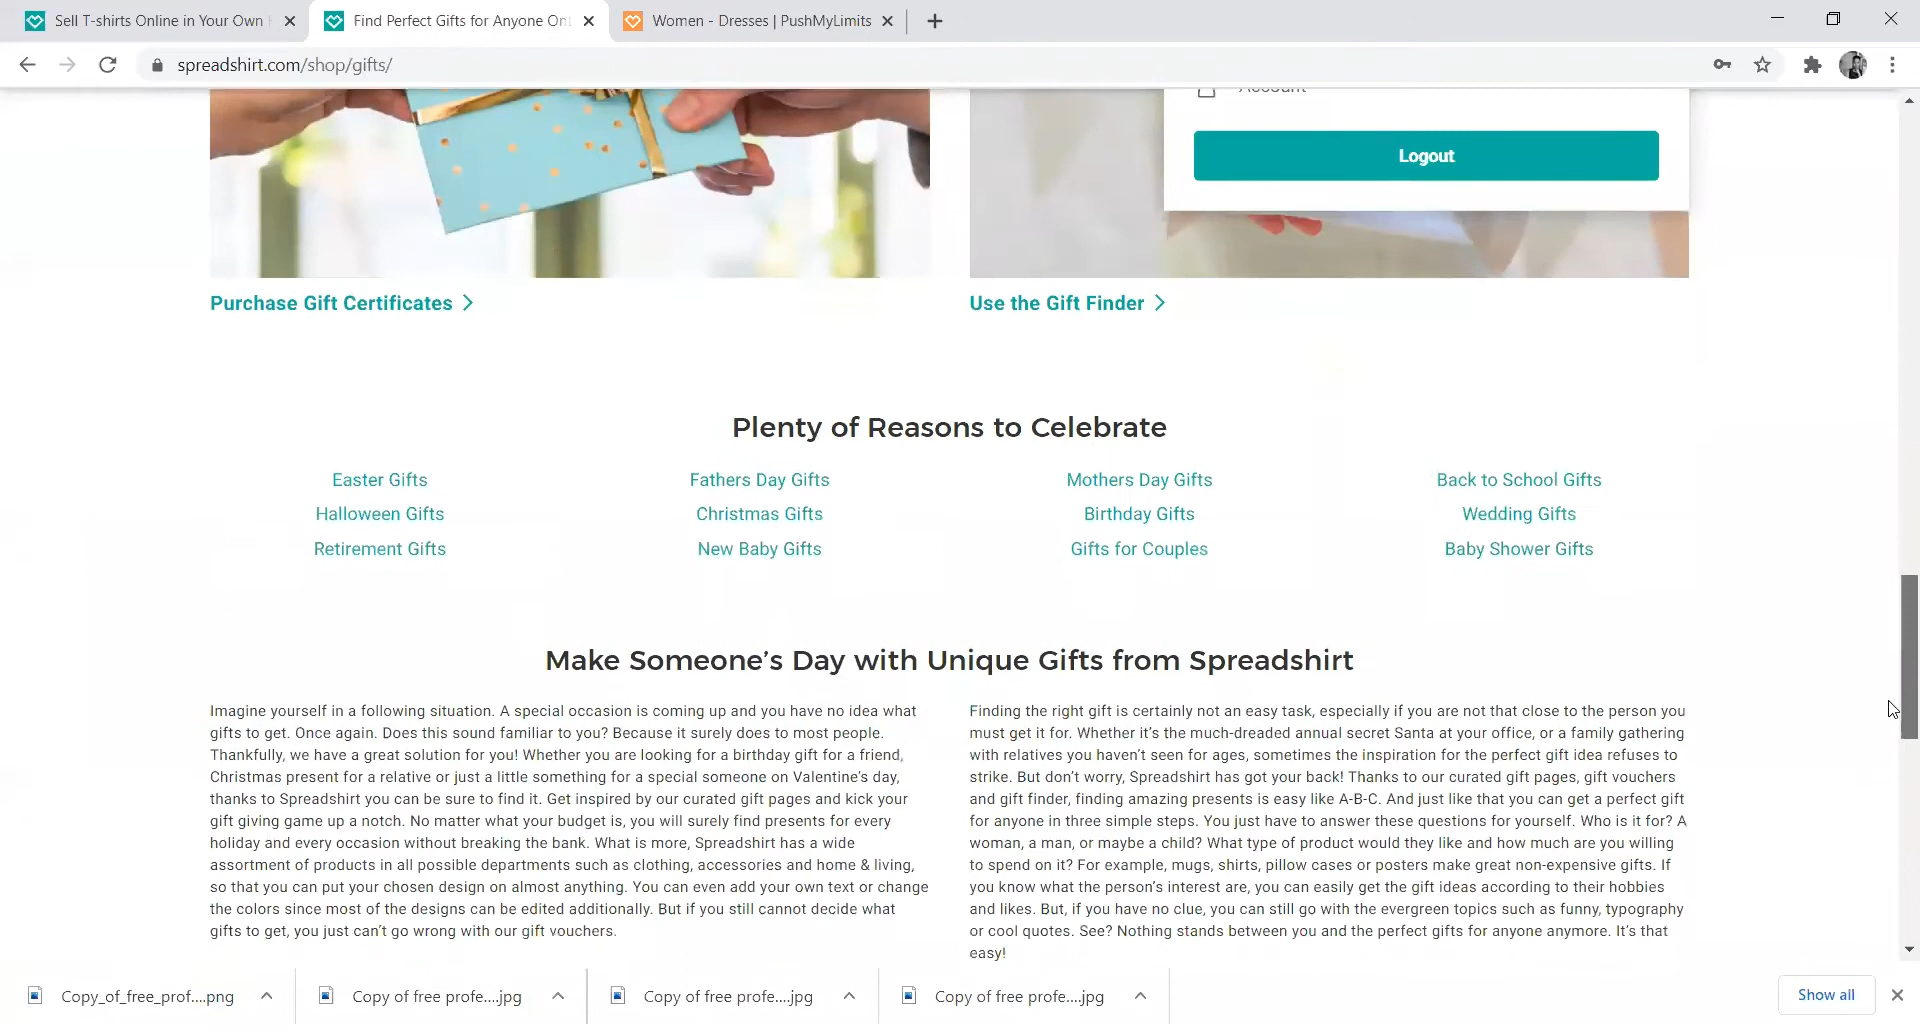 Sell T-shirts Online in Your Own
Find Perfect Gifts for Anyone On
Women - Dresses | PushMyLimits
spreadshirt.com/shop/gifts/
Account
Logout
Purchase Gift Certificates
Use the Gift Finder
Plenty of Reasons to Celebrate
Easter Gifts
Fathers Day Gifts
Mothers Day Gifts
Back to School Gifts
Halloween Gifts
Christmas Gifts
Birthday Gifts
Wedding Gifts
Retirement Gifts
New Baby Gifts
Gifts for Couples
Baby Shower Gifts
Make Someone's Day with Unique Gifts from Spreadshirt
Imagine yourself in a following situation. A special occasion is coming up and you have no idea what
gifts to get. Once again. Does this sound familiar to you? Because it surely does to most people.
Thankfully, we have a great solution for you! Whether you are looking for a birthday gift for a friend,
Christmas present for a relative or just a little something for a special someone on Valentine's day,
thanks to Spreadshirt you can be sure to find it. Get inspired by our curated gift pages and kick your
gift giving game up a notch. No matter what your budget is, you will surely find presents for every
holiday and every occasion without breaking the bank. What is more, Spreadshirt has a wide
assortment of products in all possible departments such as clothing, accessories and home & living,
so that you can put your chosen design on almost anything. You can even add your own text or change
the colors since most of the designs can be edited additionally. But if you still cannot decide what
gifts to get, you just can't go wrong with our gift vouchers.
Finding the right gift is certainly not an easy task, especially if you are not that close to the person you
must get it for. Whether it's the much-dreaded annual secret Santa at your office, or a family gathering
with relatives you haven't seen for ages, sometimes the inspiration for the perfect gift idea refuses to
strike. But don't worry, Spreadshirt has got your back! Thanks to our curated gift pages, gift vouchers
and gift finder, finding amazing presents is easy like A-B-C. And just like that you can get a perfect gift
for anyone in three simple steps. You just have to answer these questions for yourself. Who is it for? A
woman, a man, or maybe a child? What type of product would they like and how much are you willing
to spend on it? For example, mugs, shirts, pillow cases or posters make great non-expensive gifts. If
you know what the person's interest are, you can easily get the gift ideas according to their hobbies
and likes. But, if you have no clue, you can still go with the evergreen topics such as funny, typography
or cool quotes. See? Nothing stands between you and the perfect gifts for anyone anymore. It's that
easy!
Copy_of_free_prof....png
Copy of free profe....jpg
Copy of free profe....jpg
Copy of free profe....jpg
Show all